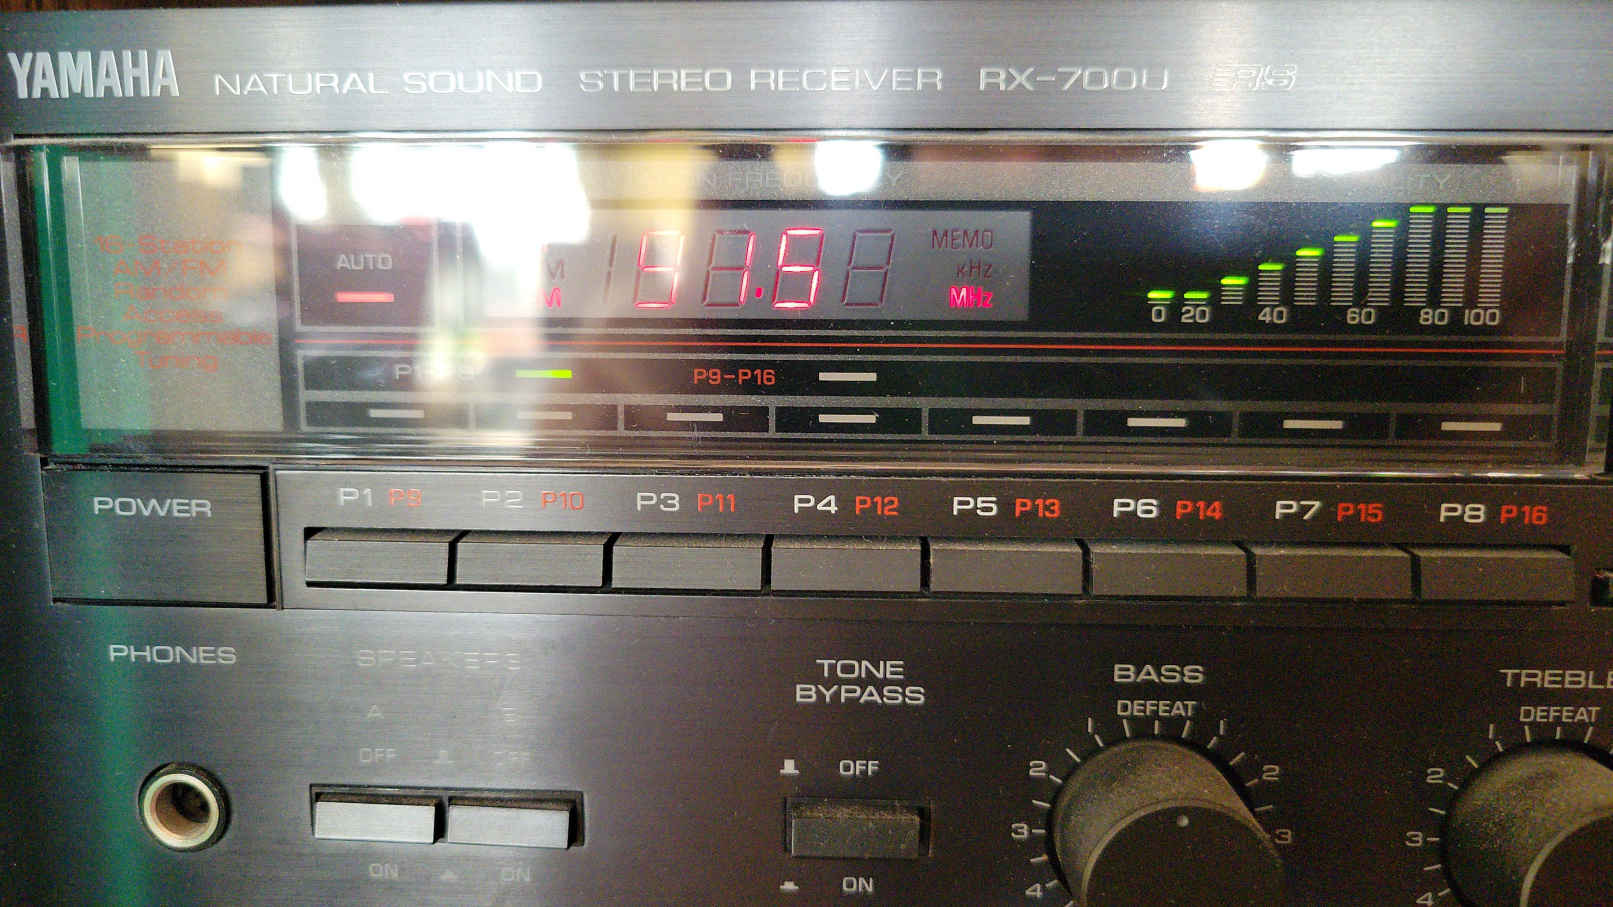 YAMAHA NATURAL SOUND STEREO RECEIVER RX-700U
16-Station
AM/FM
Random
Access
Programmable
Tuning
AUTO
91.5
MEMO
kHz
MHz
0 20 40 60 80 100
P9-P16
POWER
P1 P9 P2 P10 P3 P11 P4 P12 P5 P13 P6 P14 P7 P15 P8 P16
PHONES
SPEAKERS
A B
OFF OFF
ON ON
TONE
BYPASS
OFF
ON
BASS
DEFEAT
2 2
3 3
4
TREBLE
DEFEAT
2
3
4